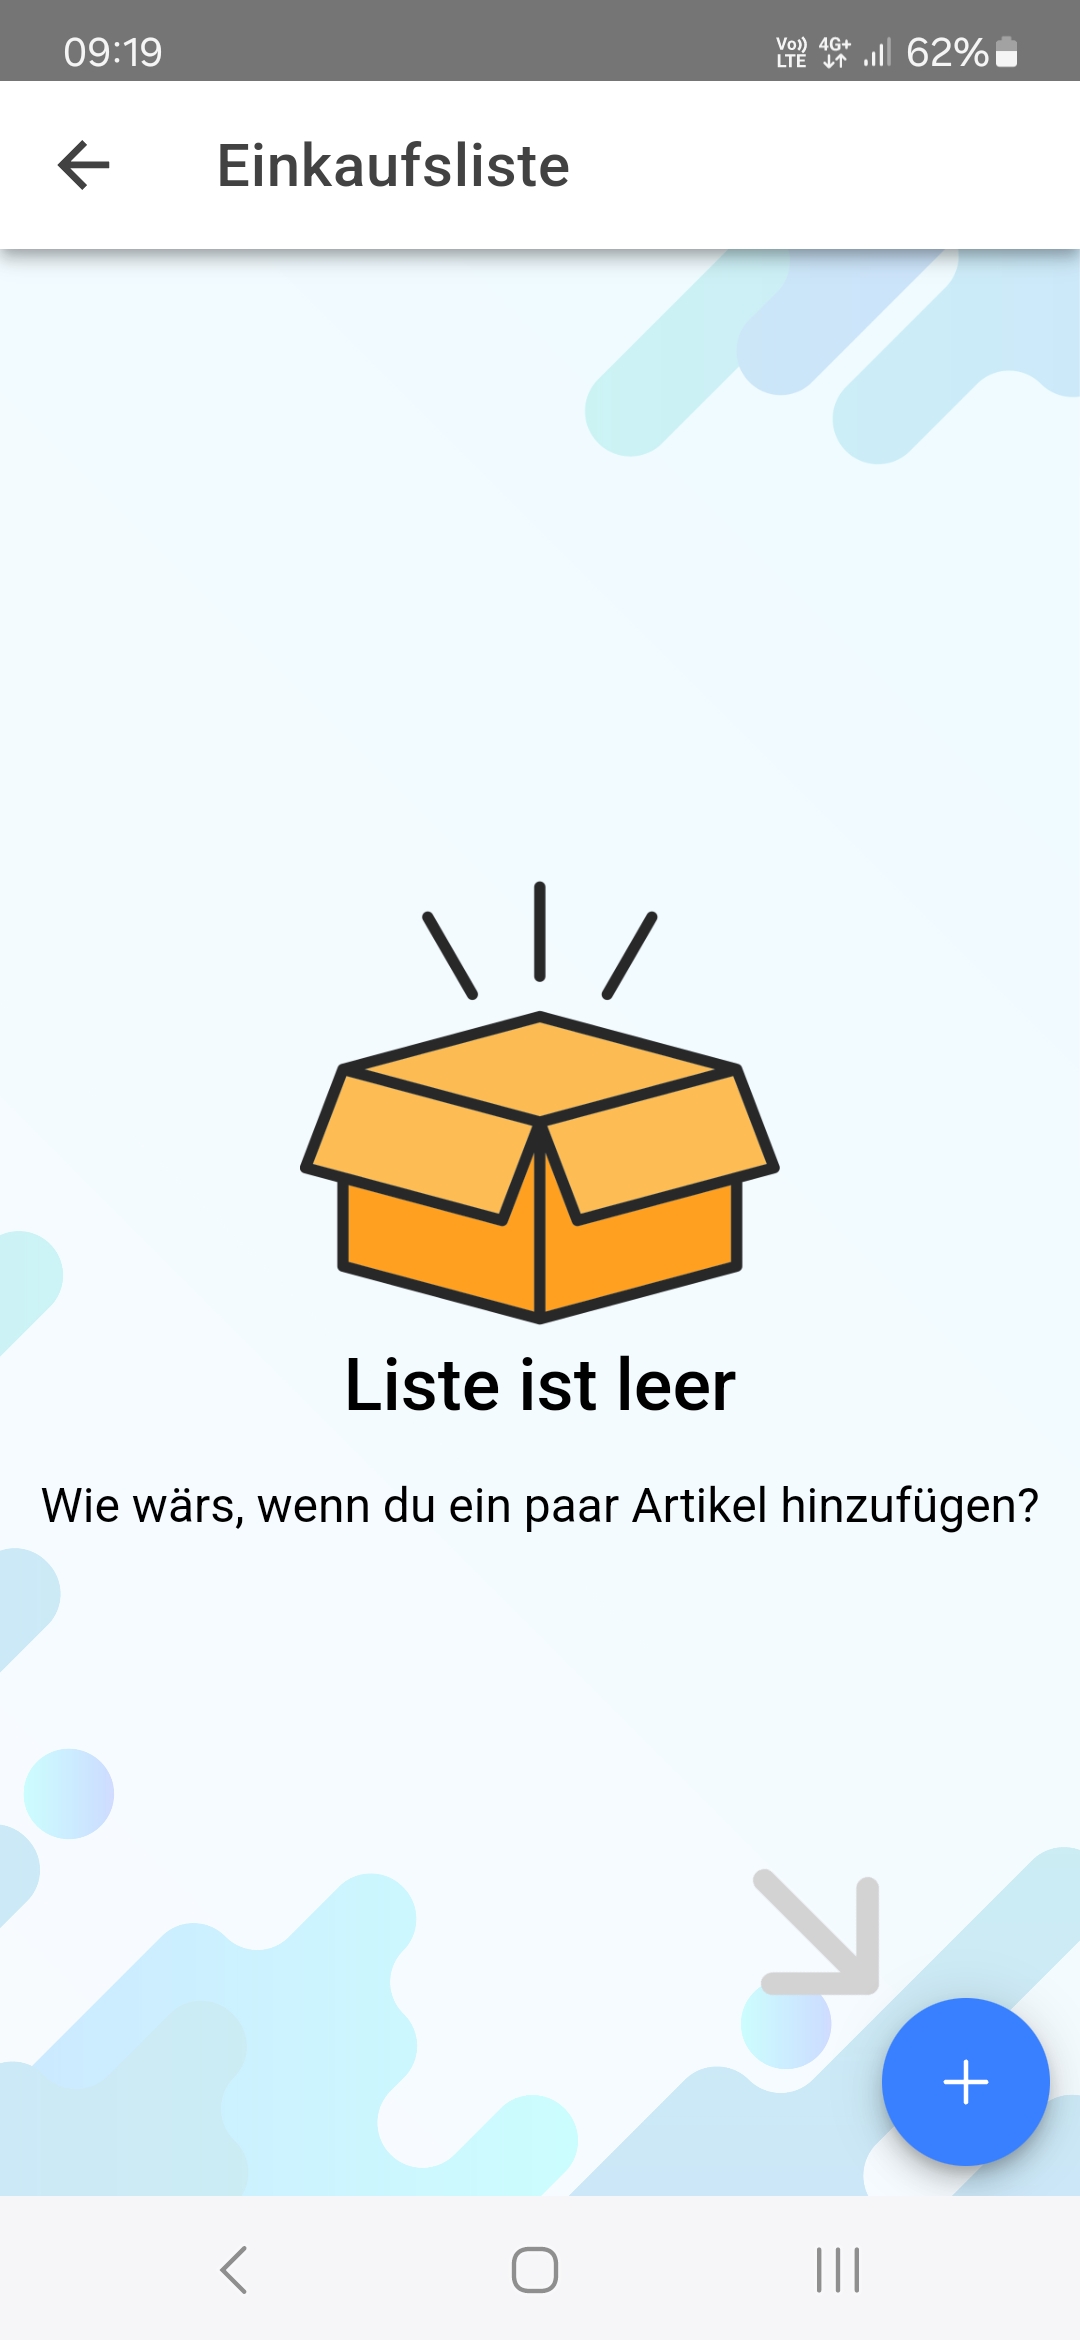 09:19
Vo)) LTE 4G+ 62%
Einkaufsliste
Liste ist leer
Wie wärs, wenn du ein paar Artikel hinzufügen?